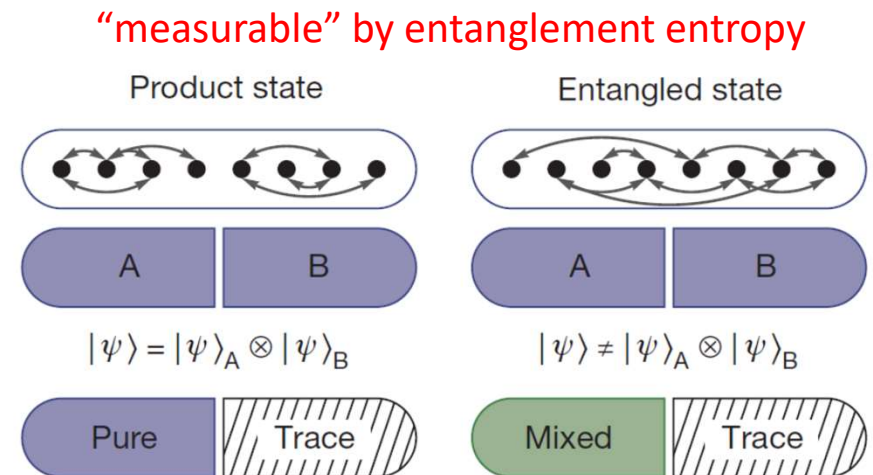 “measurable” by entanglement entropy
Product state
Entangled state
A
B
A
B
|ψ⟩ = |ψ⟩A ⊗ |ψ⟩B
|ψ⟩ ≠ |ψ⟩A ⊗ |ψ⟩B
Pure
Trace
Mixed
Trace